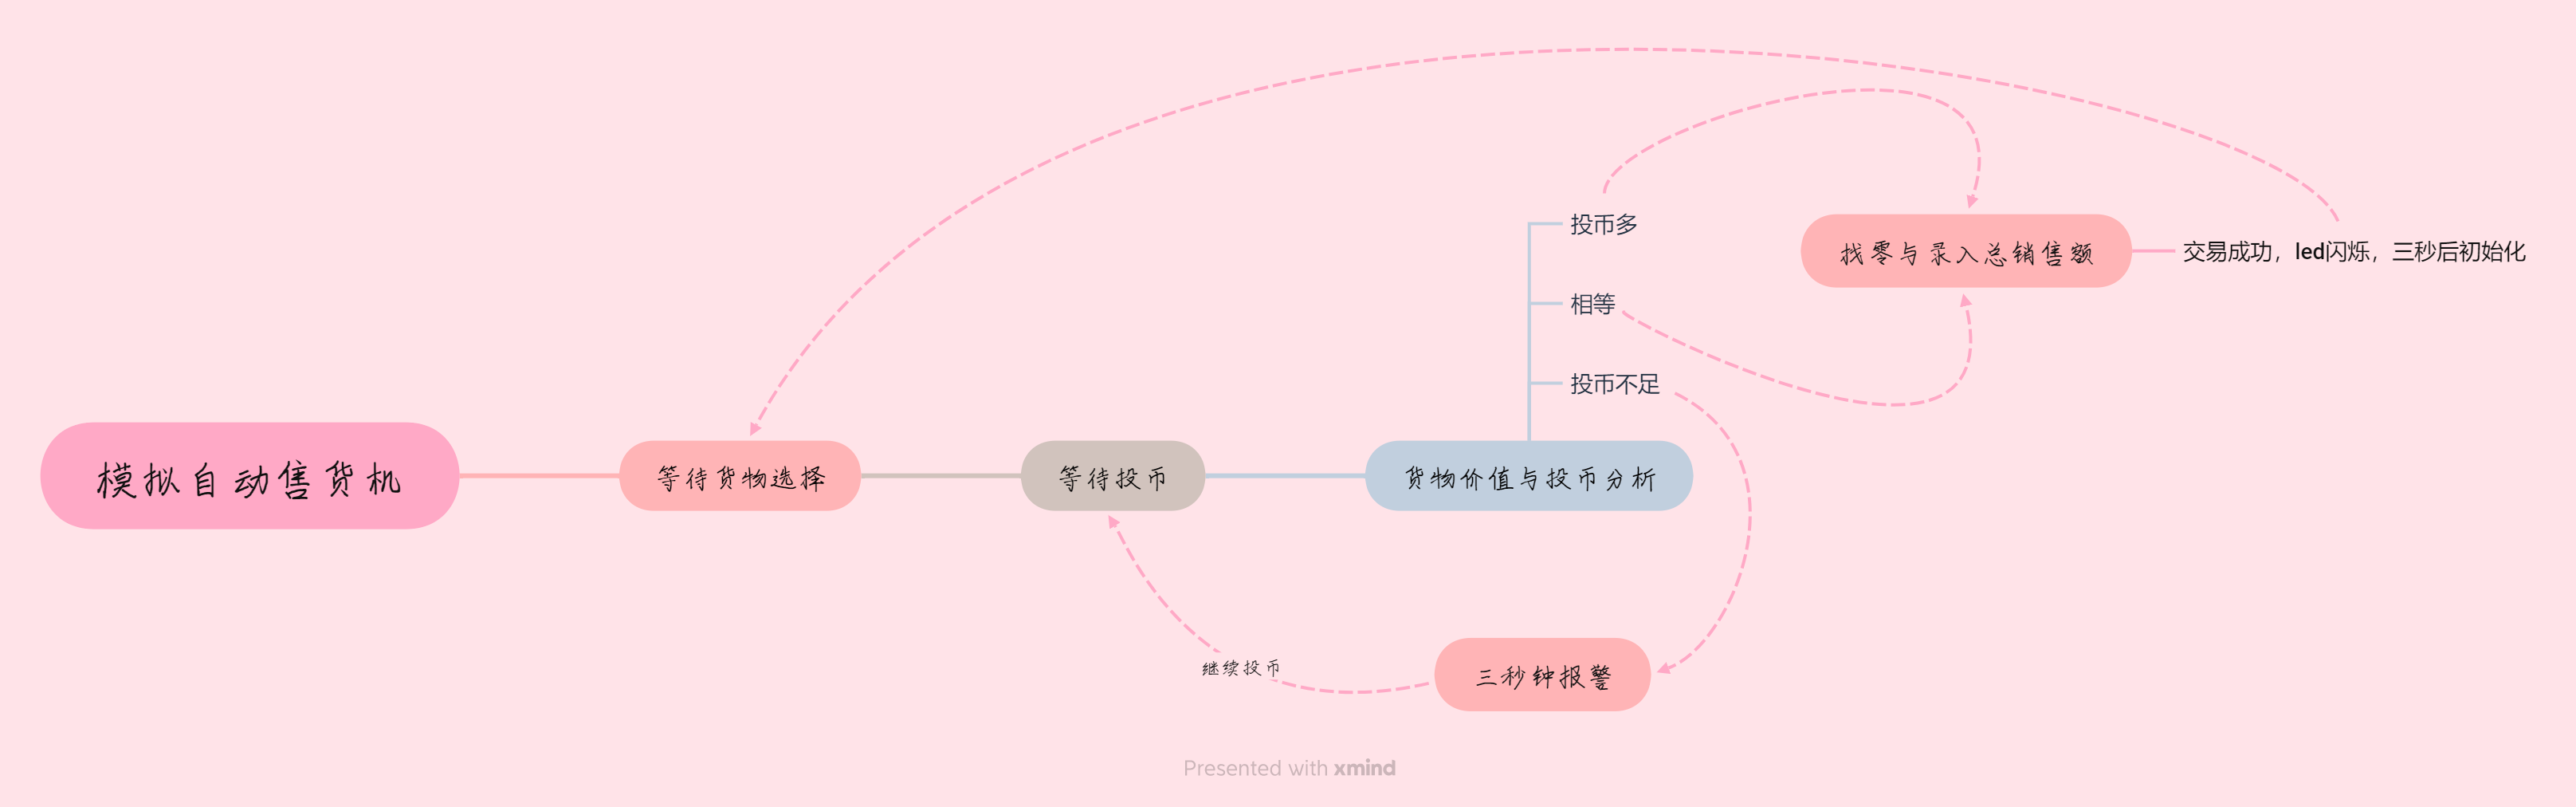 模拟自动售货机
等待货物选择
等待投币
货物价值与投币分析
投币多
相等
投币不足
找零与录入总销售额
交易成功，led闪烁，三秒后初始化
三秒钟报警
继续投币
Presented with xmind